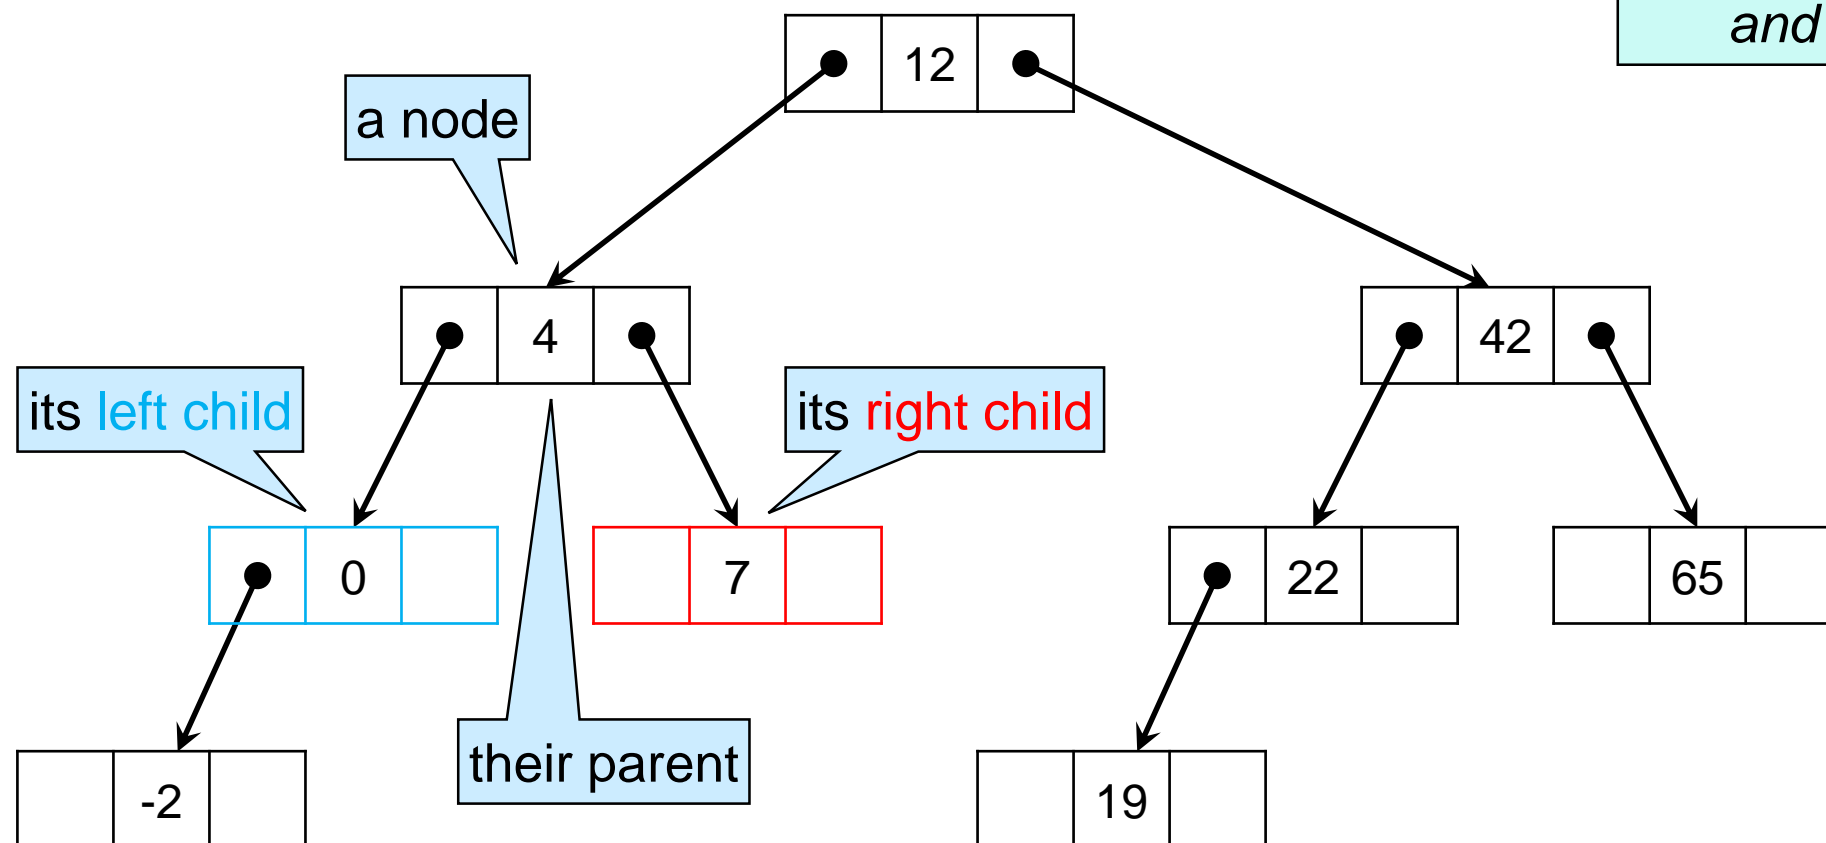 and
12
a node
4
42
its left child
its right child
0
7
22
65
their parent
-2
19